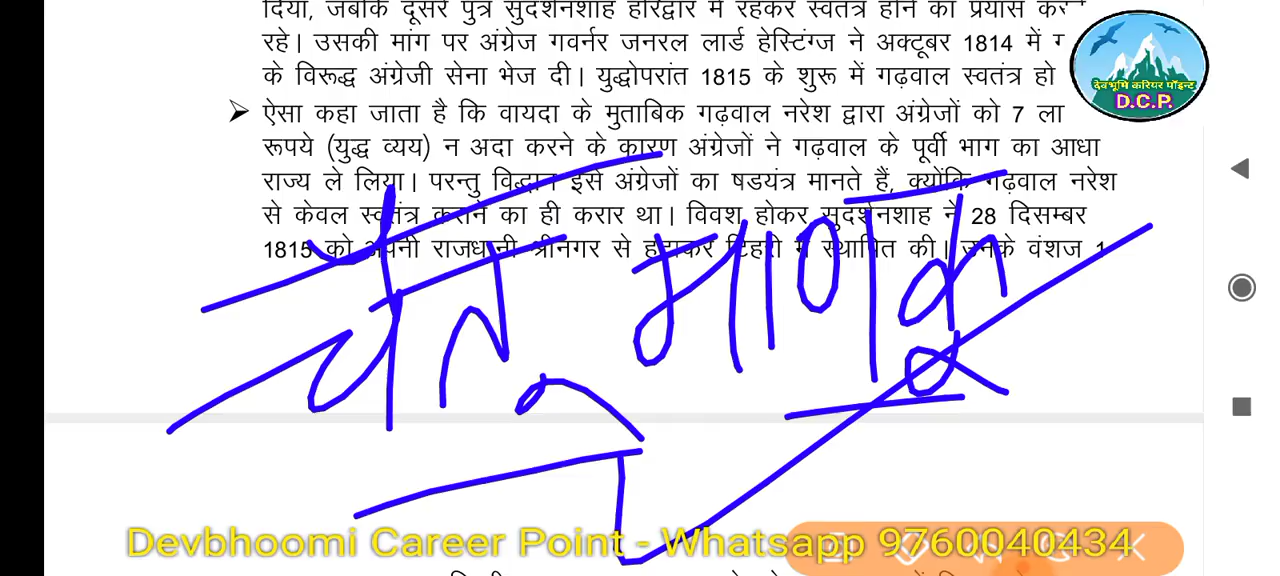 दिया, जबकि दूसरे पुत्र सुदर्शनशाह हरिद्वार में रहकर स्वतंत्र होने का प्रयास
रहे। उसकी मांग पर अंग्रेज गवर्नर जनरल लार्ड हेस्टिंग्ज ने अक्टूबर 1814 में
के विरूद्ध अंग्रेजी सेना भेज दी। युद्धोपरांत 1815 के शुरू में गढ़वाल स्वतंत्र हो
देवभूमि करियर पॉइन्ट
D.C.P.
➢ ऐसा कहा जाता है कि वायदा के मुताबिक गढ़वाल नरेश द्वारा अंग्रेजों को 7 ला
रूपये (युद्ध व्यय) न अदा करने के कारण अंग्रेजों ने गढ़वाल के पूर्वी भाग का आधा
राज्य ले लिया। परन्तु विद्धान इसे अंग्रेजों का षडयंत्र मानते हैं, क्योंकि गढ़वाल नरेश
से केवल स्वतंत्र कराने का ही करार था। विवश होकर सुदर्शनशाह ने 28 दिसम्बर
1815 को अपनी राजधानी श्रीनगर से हटाकर टिहरी में स्थापित की। उनके वंशज 1
Devbhoomi Career Point - Whatsapp 9760040434